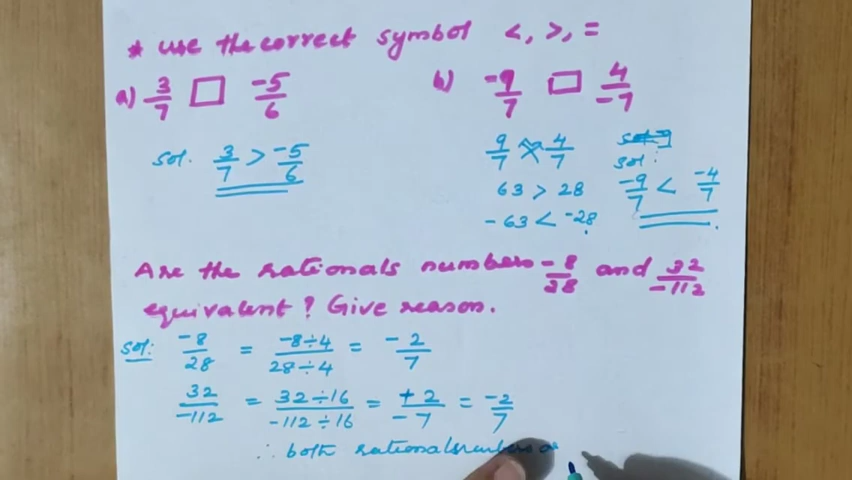 * Use the correct symbol <, >, =
a) 3/7 □ -5/6 b) -9/7 □ 4/-7
sol. 3/7 > -5/6
9/7 × 4/7
63 > 28
-63 < -28.
sol:
-9/7 < -4/7.
Are the rationals numbers -8/28 and 32/-112
equivalent? Give reason.
sol: -8/28 = -8÷4/28÷4 = -2/7
32/-112 = 32÷16/-112÷16 = +2/-7 = -2/7
∴ both rationals numbers